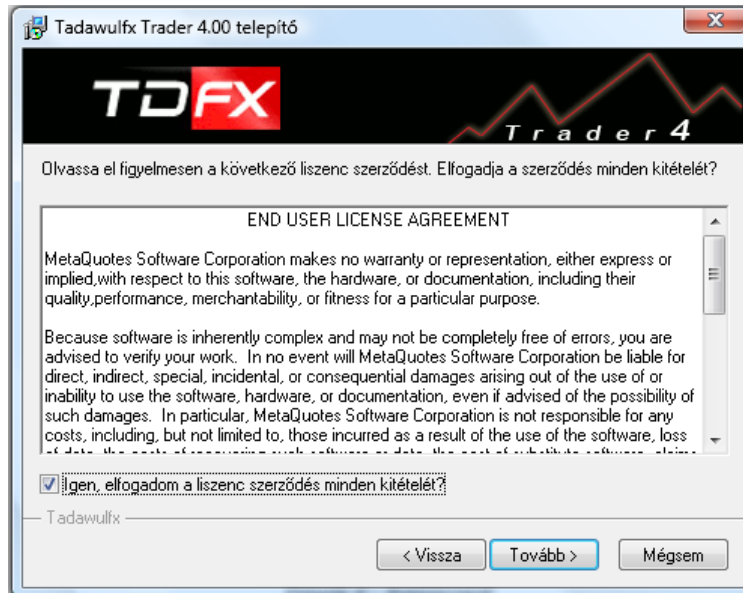 Tadawulfx Trader 4.00 telepítő
TDFX
Trader 4
Olvassa el figyelmesen a következő liszenc szerződést. Elfogadja a szerződés minden kitételét?
END USER LICENSE AGREEMENT
MetaQuotes Software Corporation makes no warranty or representation, either express or
implied,with respect to this software, the hardware, or documentation, including their
quality,performance, merchantability, or fitness for a particular purpose.
Because software is inherently complex and may not be completely free of errors, you are
advised to verify your work. In no event will MetaQuotes Software Corporation be liable for
direct, indirect, special, incidental, or consequential damages arising out of the use of or
inability to use the software, hardware, or documentation, even if advised of the possibility of
such damages. In particular, MetaQuotes Software Corporation is not responsible for any
costs, including, but not limited to, those incurred as a result of the use of the software, loss
Igen, elfogadom a liszenc szerződés minden kitételét?
Tadawulfx
< Vissza
Tovább >
Mégsem